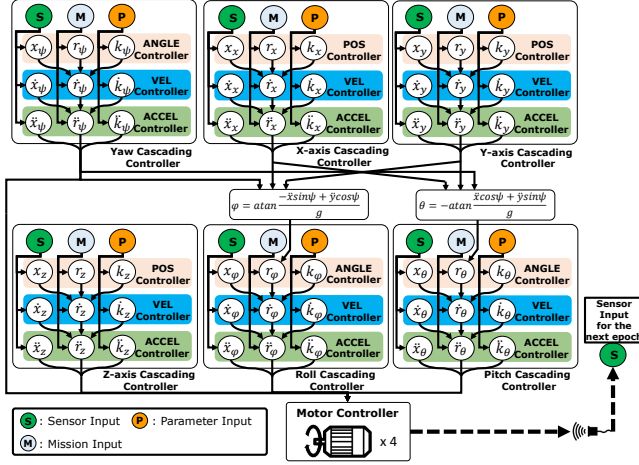 S M P
x_ψ r_ψ k_ψ ANGLE Controller
ẋ_ψ ṙ_ψ k̇_ψ VEL Controller
ẍ_ψ r̈_ψ k̈_ψ ACCEL Controller
Yaw Cascading Controller
S M P
x_x r_x k_x POS Controller
ẋ_x ṙ_x k̇_x VEL Controller
ẍ_x r̈_x k̈_x ACCEL Controller
X-axis Cascading Controller
S M P
x_y r_y k_y POS Controller
ẋ_y ṙ_y k̇_y VEL Controller
ẍ_y r̈_y k̈_y ACCEL Controller
Y-axis Cascading Controller
φ = atan (-ẍsinψ + ÿcosψ)/g
θ = -atan (ẍcosψ + ÿsinψ)/g
S M P
x_z r_z k_z POS Controller
ẋ_z ṙ_z k̇_z VEL Controller
ẍ_z r̈_z k̈_z ACCEL Controller
Z-axis Cascading Controller
S M P
x_φ r_φ k_φ ANGLE Controller
ẋ_φ ṙ_φ k̇_φ VEL Controller
ẍ_φ r̈_φ k̈_φ ACCEL Controller
Roll Cascading Controller
S M P
x_θ r_θ k_θ ANGLE Controller
ẋ_θ ṙ_θ k̇_θ VEL Controller
ẍ_θ r̈_θ k̈_θ ACCEL Controller
Pitch Cascading Controller
Sensor
Input
for the
next epoch
S
S : Sensor Input P : Parameter Input
M : Mission Input
Motor Controller
x 4